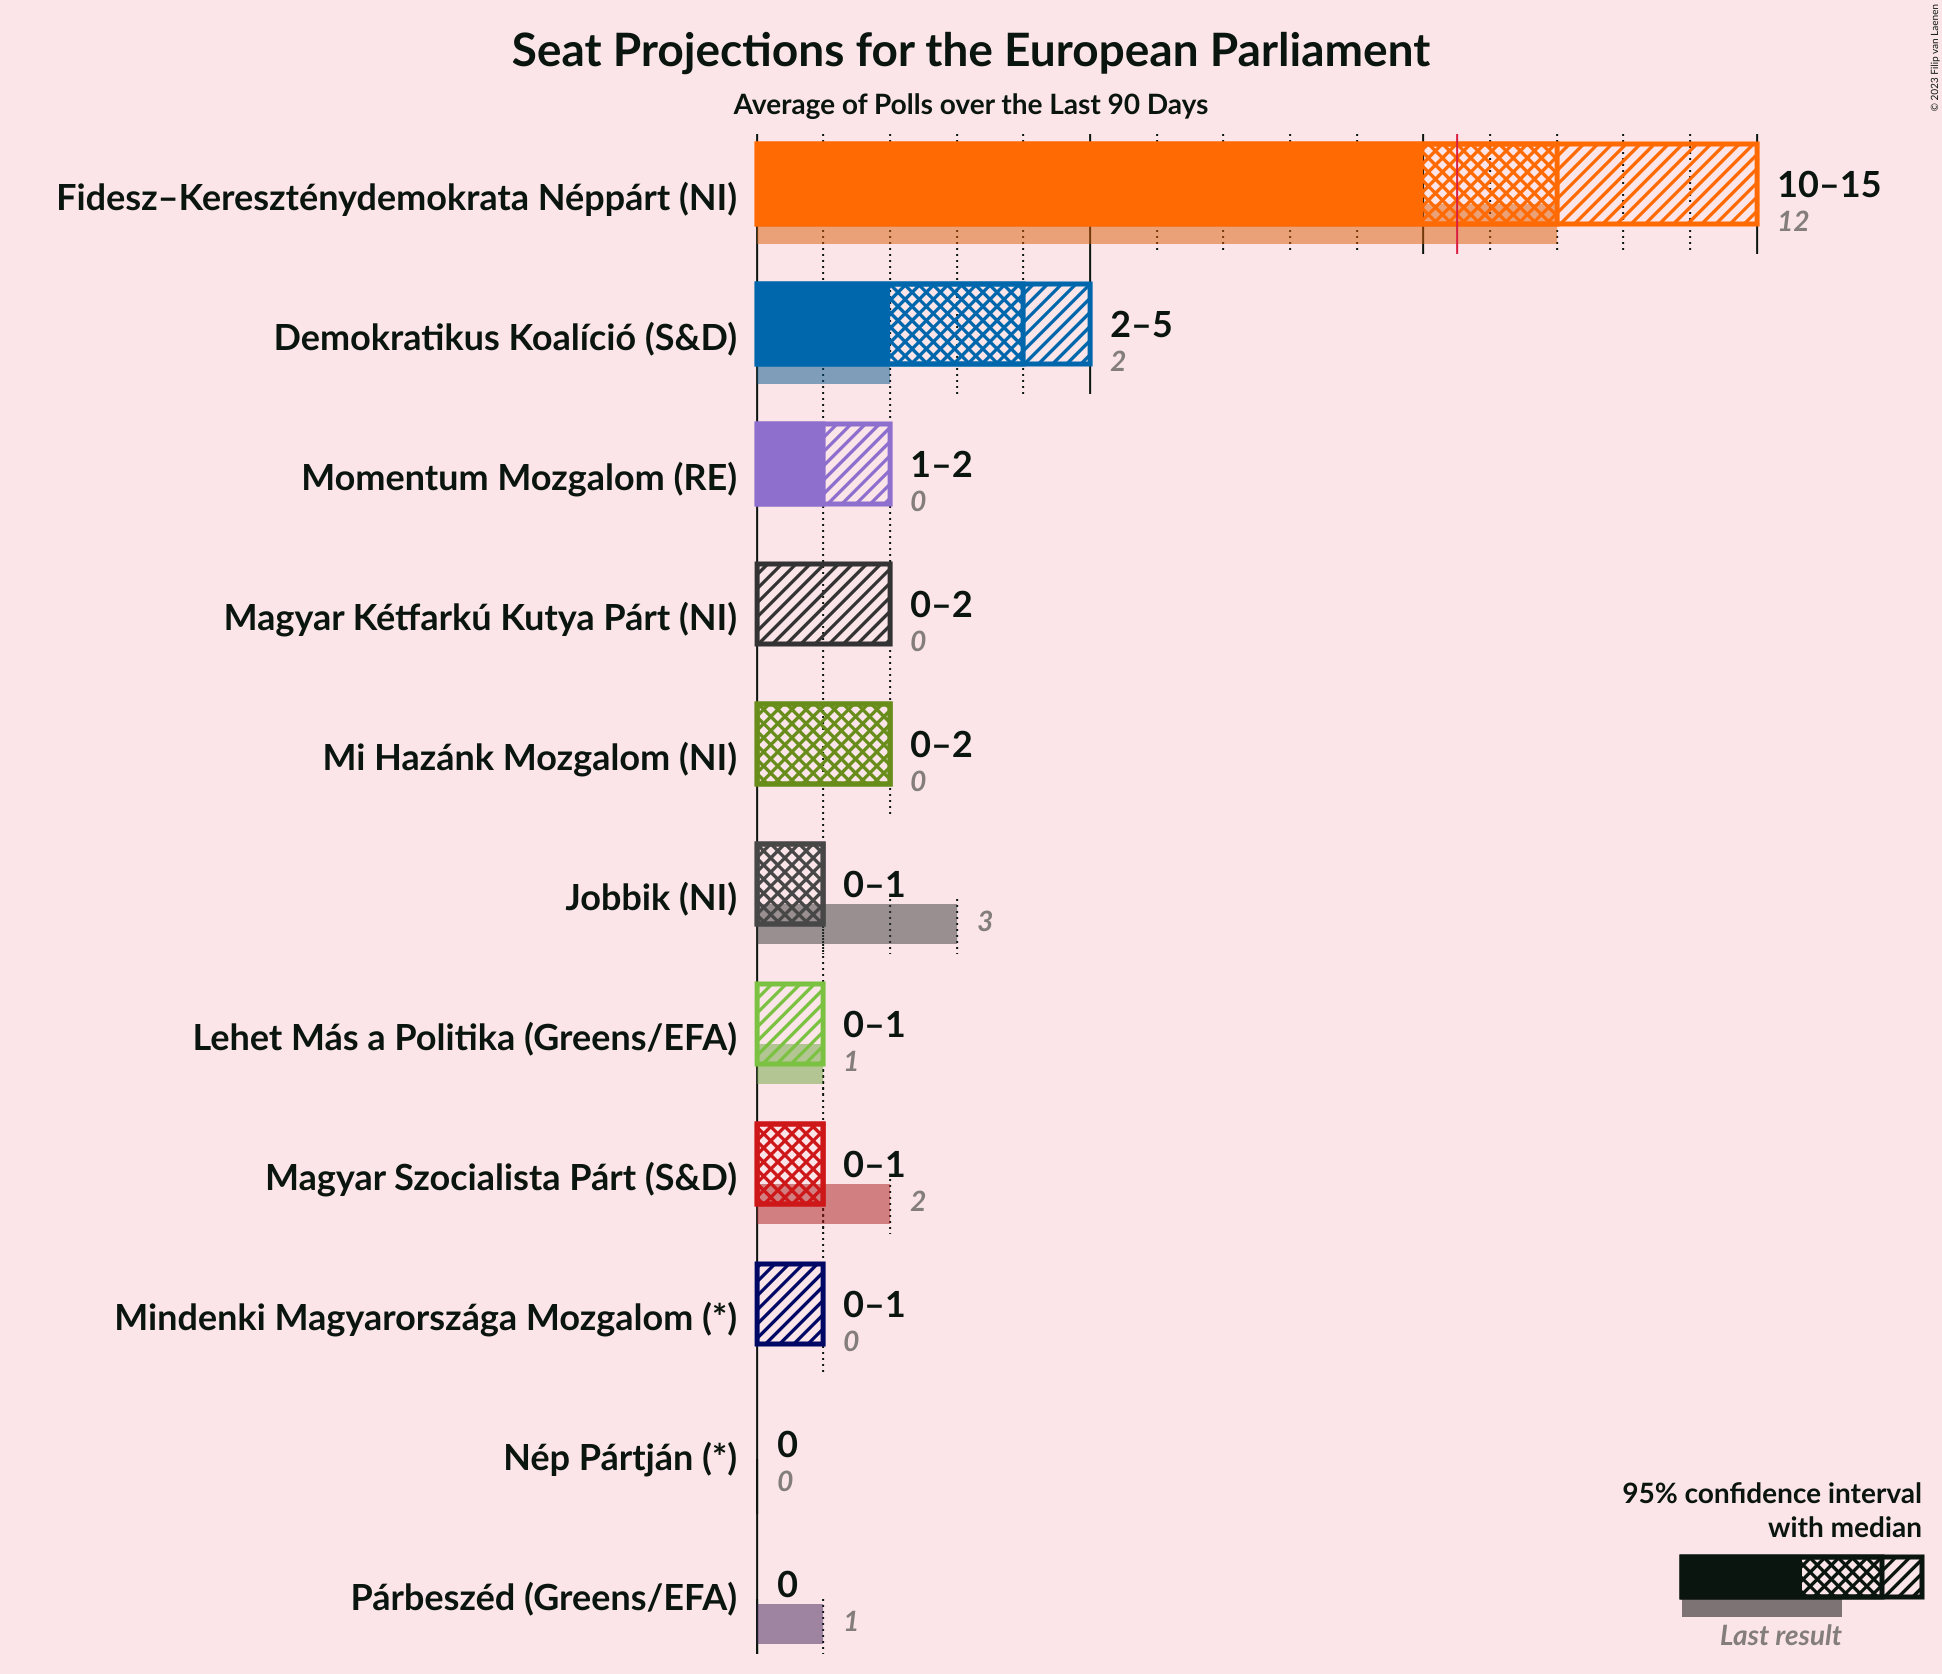 Seat Projections for the European Parliament
Average of Polls over the Last 90 Days
© 2023 Filip van Laenen
Fidesz–Kereszténydemokrata Néppárt (NI)
10–15
12
Demokratikus Koalíció (S&D)
2–5
2
Momentum Mozgalom (RE)
1–2
0
Magyar Kétfarkú Kutya Párt (NI)
0–2
0
Mi Hazánk Mozgalom (NI)
0–2
0
Jobbik (NI)
0–1
3
Lehet Más a Politika (Greens/EFA)
0–1
1
Magyar Szocialista Párt (S&D)
0–1
2
Mindenki Magyarországa Mozgalom (*)
0–1
0
Nép Pártján (*)
0
0
Párbeszéd (Greens/EFA)
0
1
95% confidence interval
with median
Last result